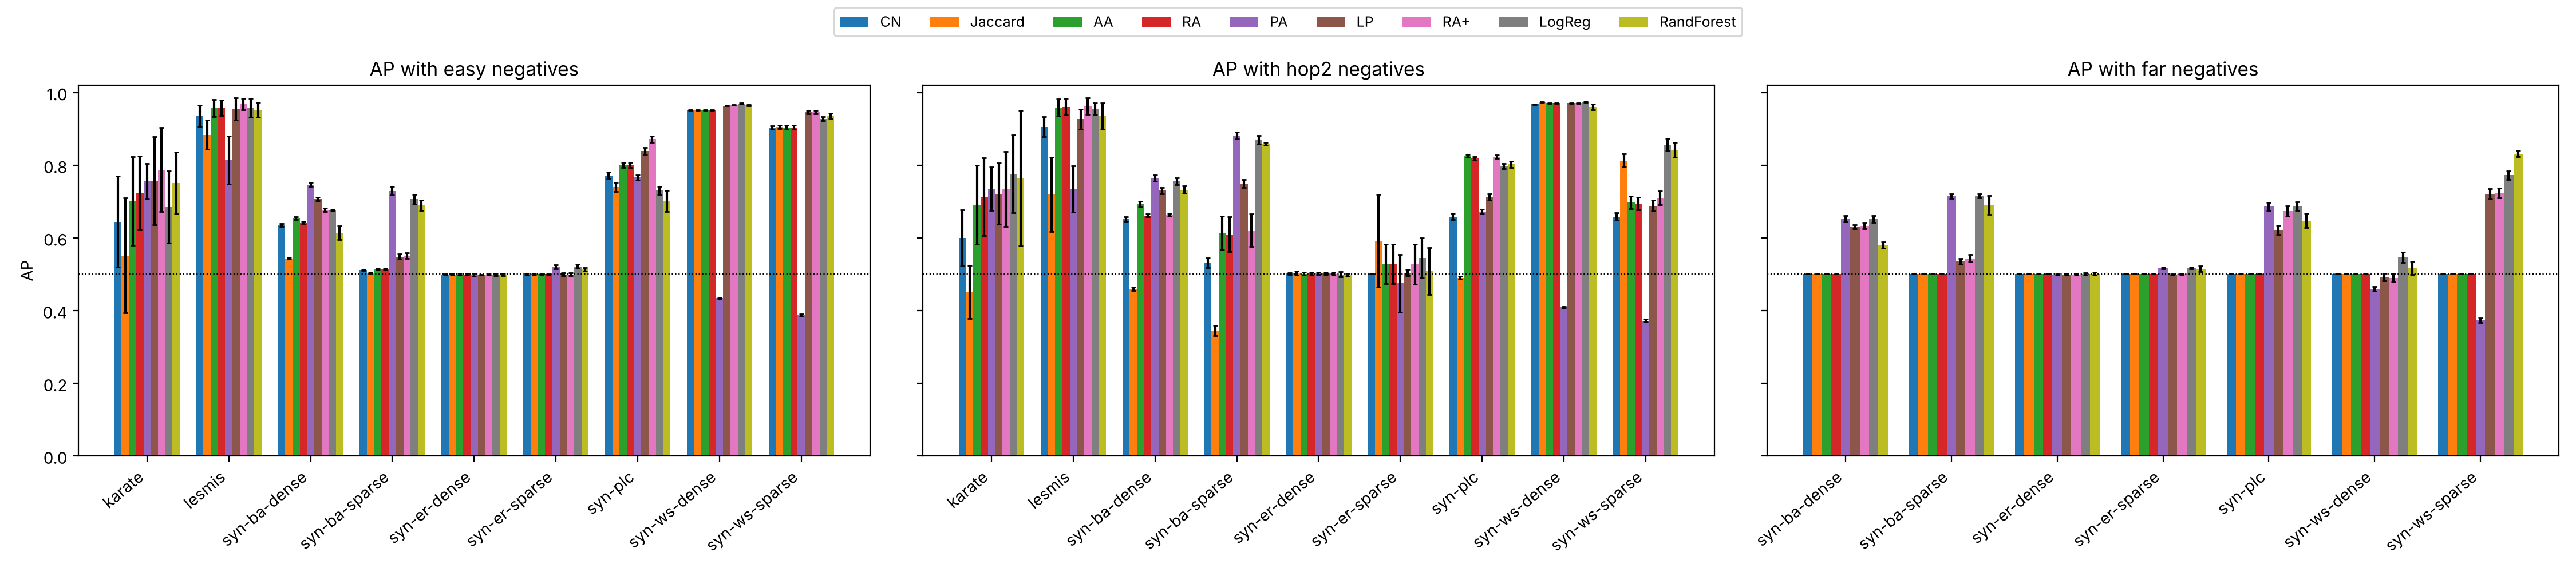 CN Jaccard AA RA PA LP RA+ LogReg RandForest
AP with easy negatives
AP
1.0
0.8
0.6
0.4
0.2
0.0
karate
lesmis
syn-ba-dense
syn-ba-sparse
syn-er-dense
syn-er-sparse
syn-plc
syn-ws-dense
syn-ws-sparse
AP with hop2 negatives
karate
lesmis
syn-ba-dense
syn-ba-sparse
syn-er-dense
syn-er-sparse
syn-plc
syn-ws-dense
syn-ws-sparse
AP with far negatives
syn-ba-dense
syn-ba-sparse
syn-er-dense
syn-er-sparse
syn-plc
syn-ws-dense
syn-ws-sparse